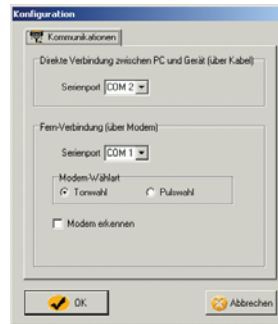 Konfiguration
Kommunikationen
Direkte Verbindung zwischen PC und Gerät (über Kabel)
Serienport COM 2
Fern-Verbindung (über Modem)
Serienport COM 1
Modem-Wählart
Tonwahl Pulswahl
Modem erkennen
OK Abbrechen